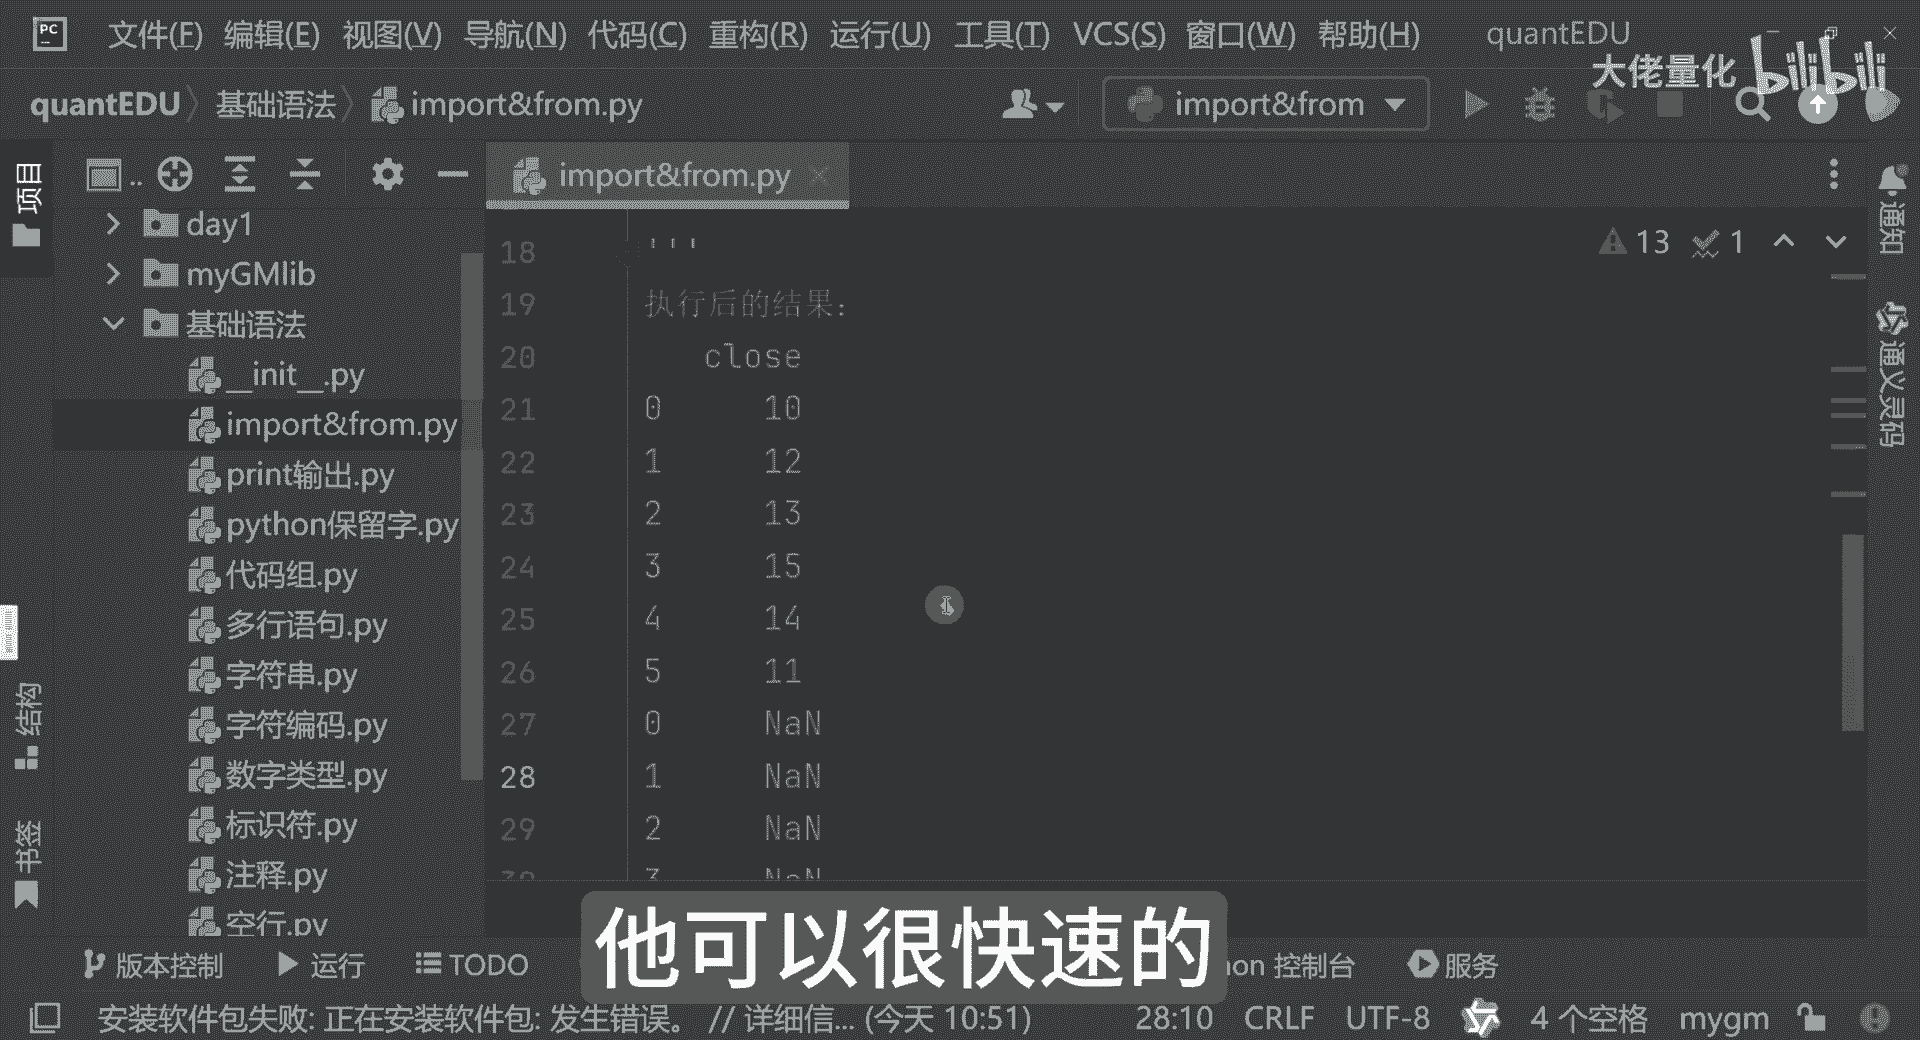 PC
文件(F) 编辑(E) 视图(V) 导航(N) 代码(C) 重构(R) 运行(U) 工具(T) VCS(S) 窗口(W) 帮助(H) quantEDU
大佬量化 bilibili
quantEDU 基础语法 import&from.py
import&from
项目
import&from.py
通知
通义灵码
结构
书签
day1
myGMlib
基础语法
__init__.py
import&from.py
print输出.py
python保留字.py
代码组.py
多行语句.py
字符串.py
字符编码.py
数字类型.py
标识符.py
注释.py
空行.py
13 1
18 '''
19 执行后的结果:
20 close
21 0 10
22 1 12
23 2 13
24 3 15
25 4 14
26 5 11
27 0 NaN
28 1 NaN
29 2 NaN
30 3 NaN
他可以很快速的
版本控制 运行 TODO
hon 控制台 服务
安装软件包失败: 正在安装软件包: 发生错误。 // 详细信... (今天 10:51) 28:10 CRLF UTF-8 4 个空格 mygm